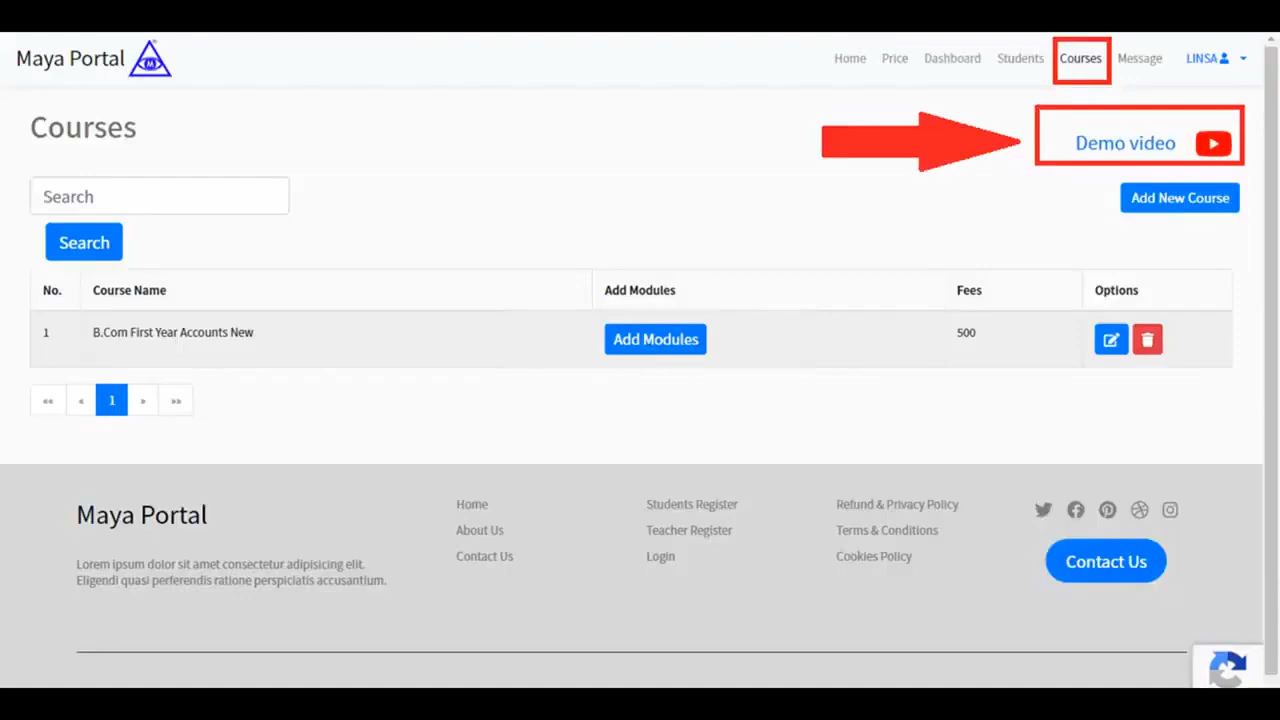 Maya Portal M
Home Price Dashboard Students Courses Message LINSA
Courses
Demo video
Search
Add New Course
Search
No. Course Name Add Modules Fees Options
1 B.Com First Year Accounts New Add Modules 500
«« « 1 » »»
Maya Portal
Lorem ipsum dolor sit amet consectetur adipisicing elit.
Eligendi quasi perferendis ratione perspiciatis accusantium.
Home
About Us
Contact Us
Students Register
Teacher Register
Login
Refund & Privacy Policy
Terms & Conditions
Cookies Policy
Contact Us